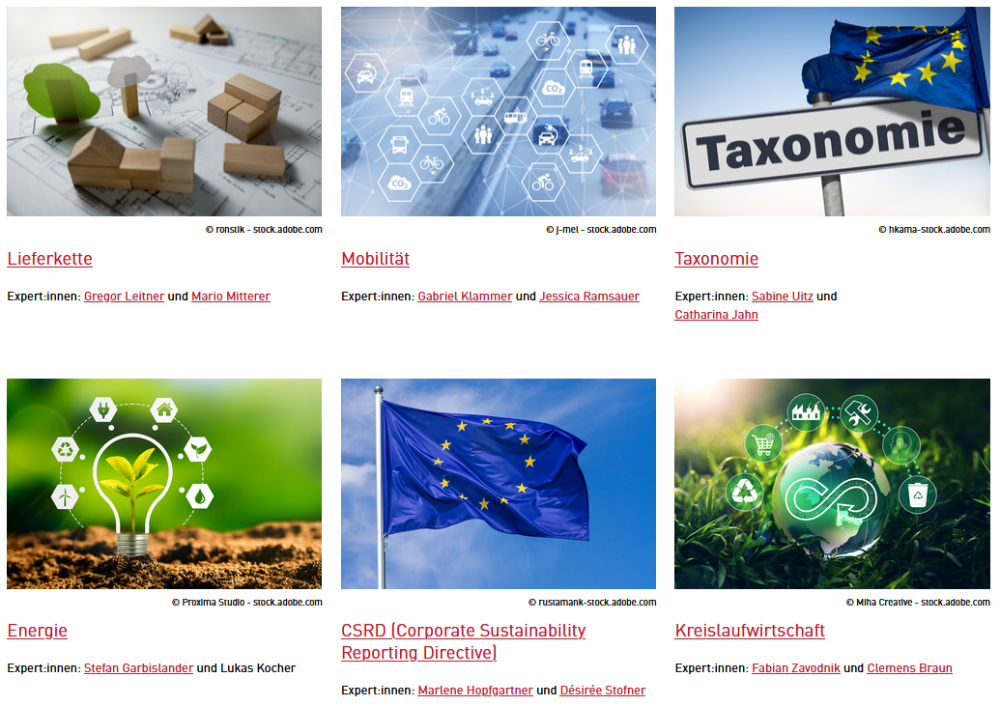 CO₂
CO₂
Taxonomie
© ronstik - stock.adobe.com
© j-mel - stock.adobe.com
© hkama-stock.adobe.com
Lieferkette
Mobilität
Taxonomie
Expert:innen: Gregor Leitner und Mario Mitterer
Expert:innen: Gabriel Klammer und Jessica Ramsauer
Expert:innen: Sabine Uitz und
Catharina Jahn
© Proxima Studio - stock.adobe.com
© rustamank-stock.adobe.com
© Miha Creative - stock.adobe.com
Energie
CSRD (Corporate Sustainability
Reporting Directive)
Kreislaufwirtschaft
Expert:innen: Stefan Garbislander und Lukas Kocher
Expert:innen: Marlene Hopfgartner und Désirée Stofner
Expert:innen: Fabian Zavodnik und Clemens Braun